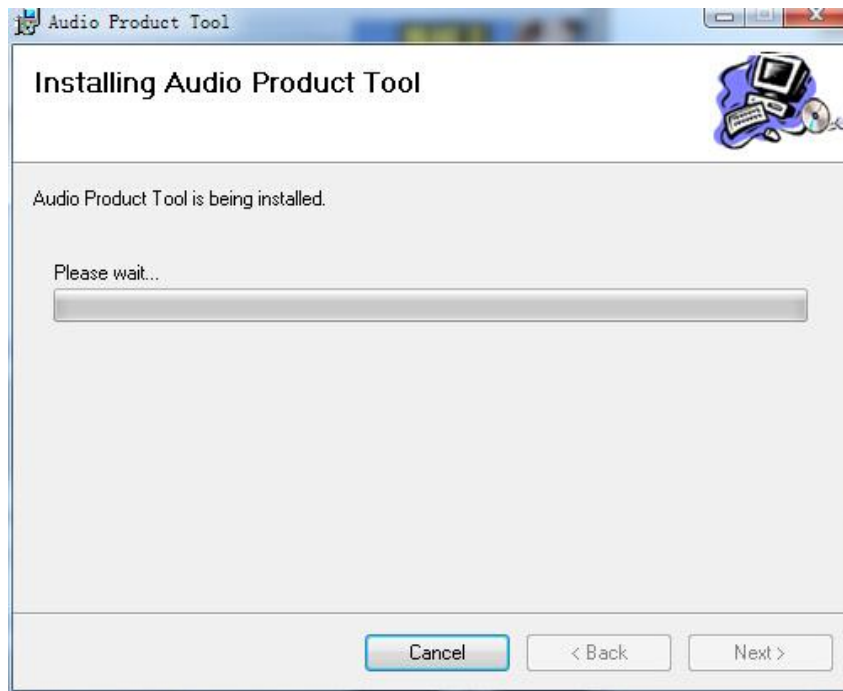 Audio Product Tool
Installing Audio Product Tool
Audio Product Tool is being installed.
Please wait...
Cancel
< Back
Next >